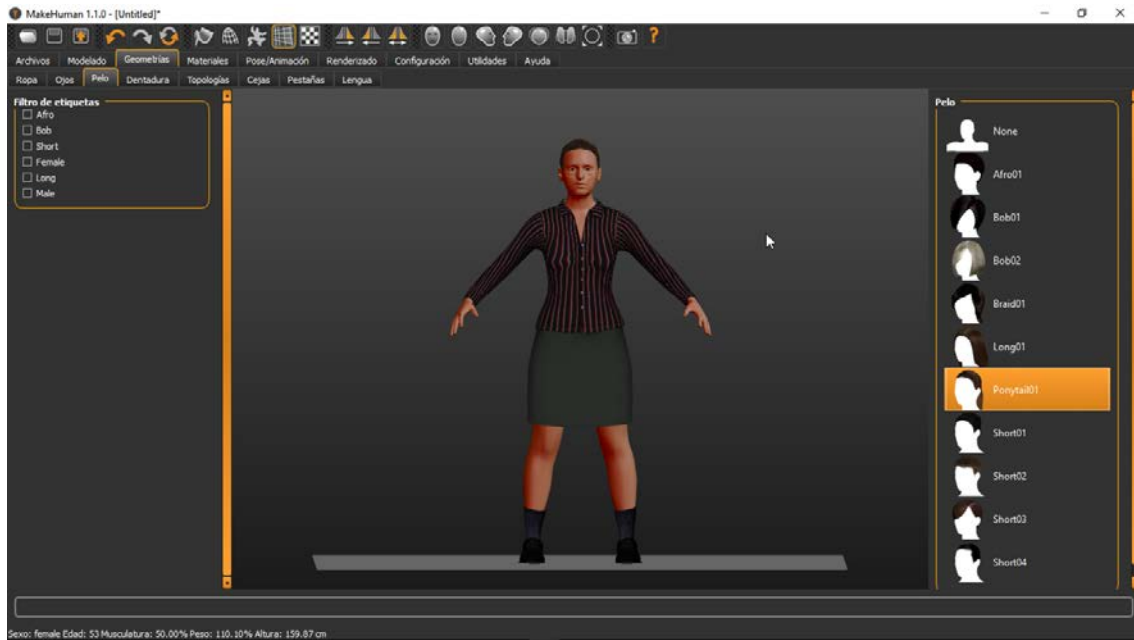 MakeHuman 1.1.0 - [Untitled]*
Archivos Modelado Geometrías Materiales Pose/Animación Renderizado Configuración Utilidades Ayuda
Ropa Ojos Pelo Dentadura Topologías Cejas Pestañas Lengua
Filtro de etiquetas
Afro
Bob
Short
Female
Long
Male
Pelo
None
Afro01
Bob01
Bob02
Braid01
Long01
Ponytail01
Short01
Short02
Short03
Short04
Sexo: female Edad: 53 Musculatura: 50.00% Peso: 110.10% Altura: 159.87 cm